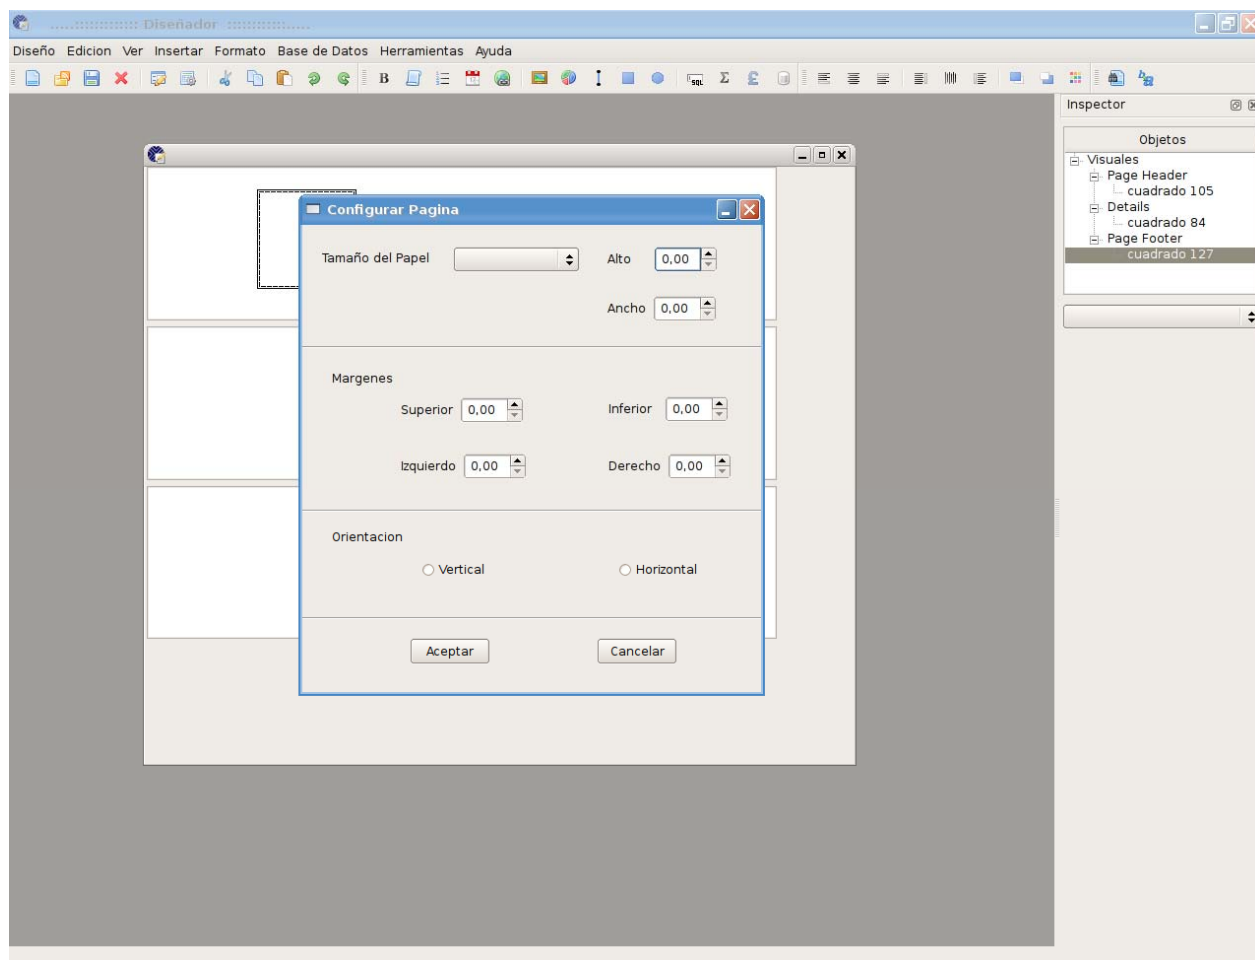 .....::::::::::::: Diseñador ::::::::::::.....
Diseño Edicion Ver Insertar Formato Base de Datos Herramientas Ayuda
B SQL Σ £
Inspector
Objetos
Visuales
Page Header
cuadrado 105
Details
cuadrado 84
Page Footer
cuadrado 127
Configurar Pagina
Tamaño del Papel Alto 0,00
Ancho 0,00
Margenes
Superior 0,00 Inferior 0,00
Izquierdo 0,00 Derecho 0,00
Orientacion
Vertical Horizontal
Aceptar Cancelar